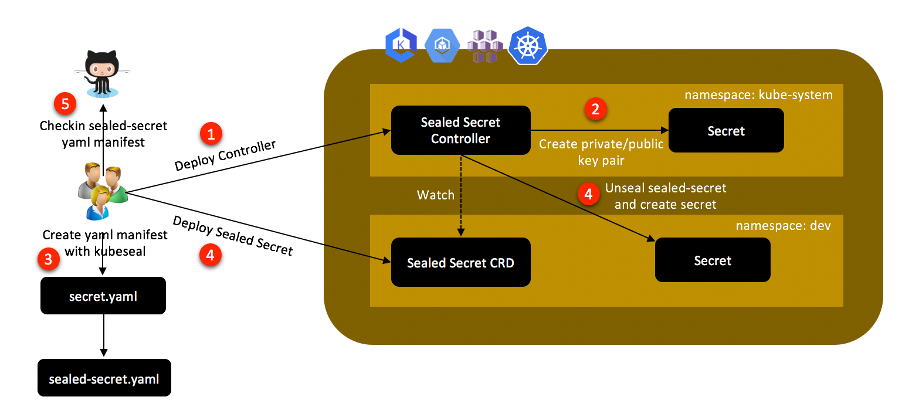 5
Checkin sealed-secret
yaml manifest
1
Deploy Controller
Deploy Sealed Secret
4
Create yaml manifest
with kubeseal
3
secret.yaml
sealed-secret.yaml
K
namespace: kube-system
Sealed Secret
Controller
2
Create private/public
key pair
Secret
Watch
4
Unseal sealed-secret
and create secret
namespace: dev
Sealed Secret CRD
Secret